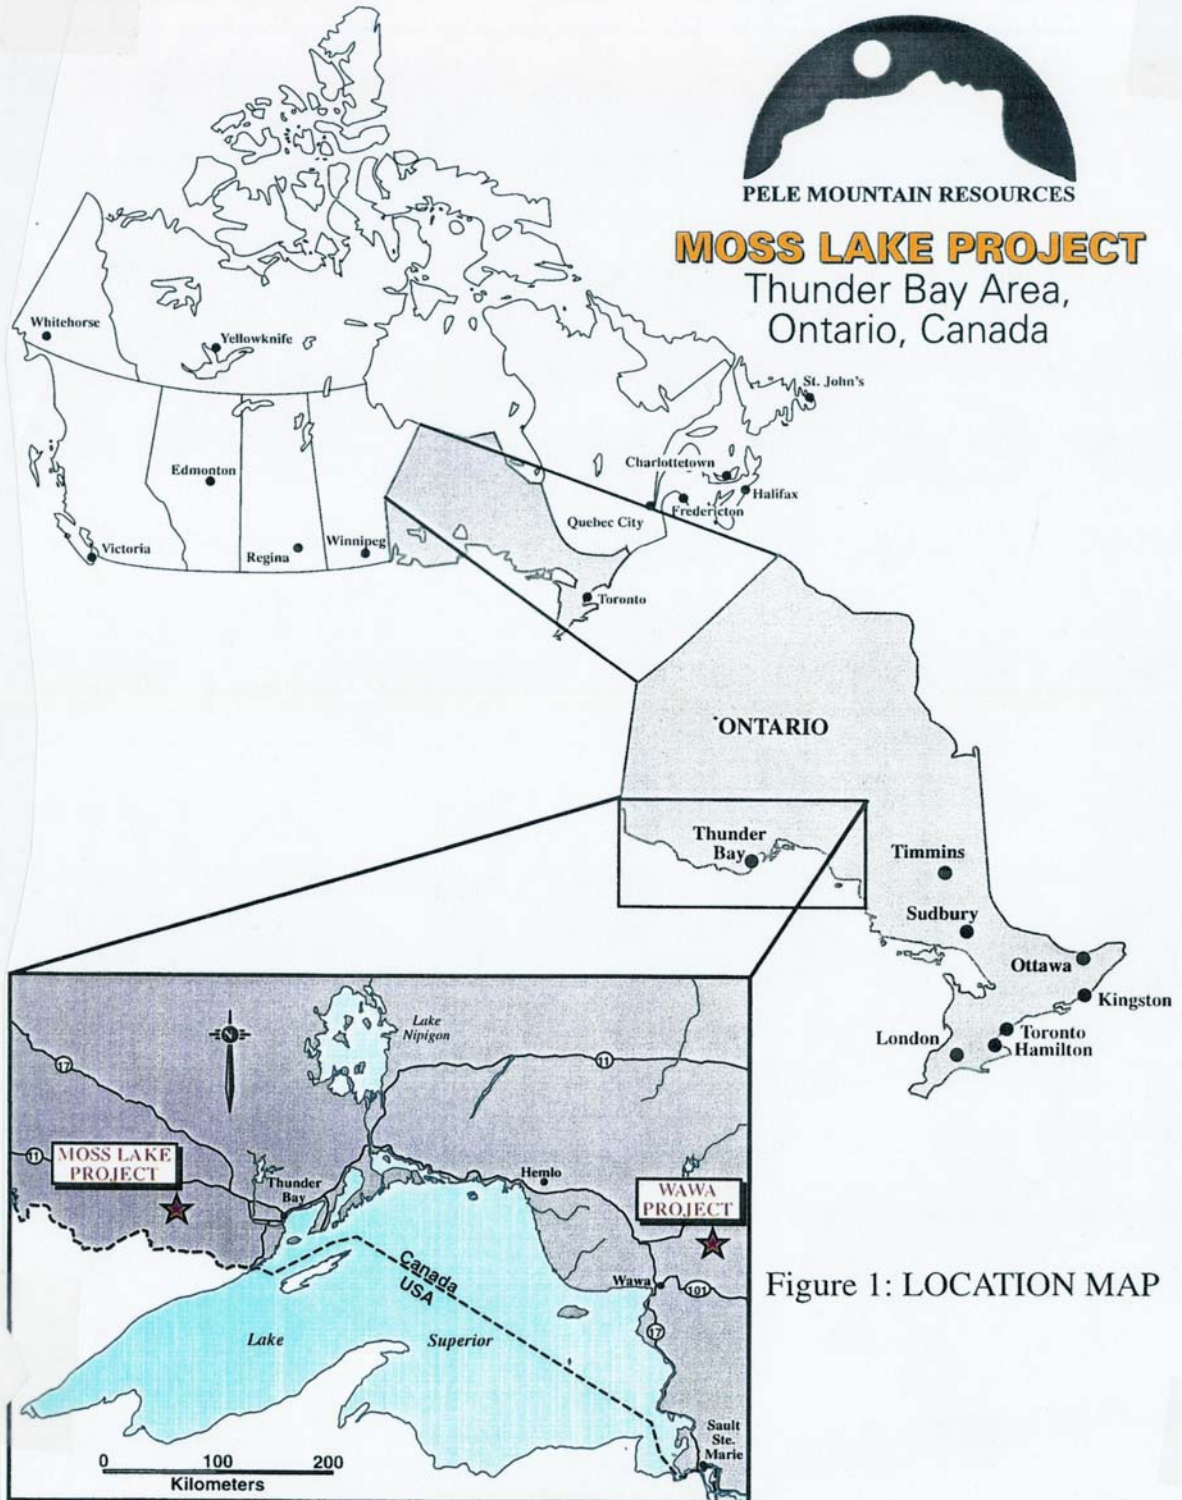 PELE MOUNTAIN RESOURCES
MOSS LAKE PROJECT
Thunder Bay Area,
Ontario, Canada
Whitehorse
Yellowknife
St. John's
Edmonton
Charlottetown
Halifax
Fredericton
Quebec City
Victoria
Regina
Winnipeg
Toronto
ONTARIO
Thunder
Bay
Timmins
Sudbury
Ottawa
Kingston
London
Toronto
Hamilton
Lake
Nipigon
N
17
11
11
MOSS LAKE
PROJECT
Thunder
Bay
Hemlo
WAWA
PROJECT
Canada
USA
Wawa
101
17
Lake Superior
Sault
Ste.
Marie
0 100 200
Kilometers
Figure 1: LOCATION MAP